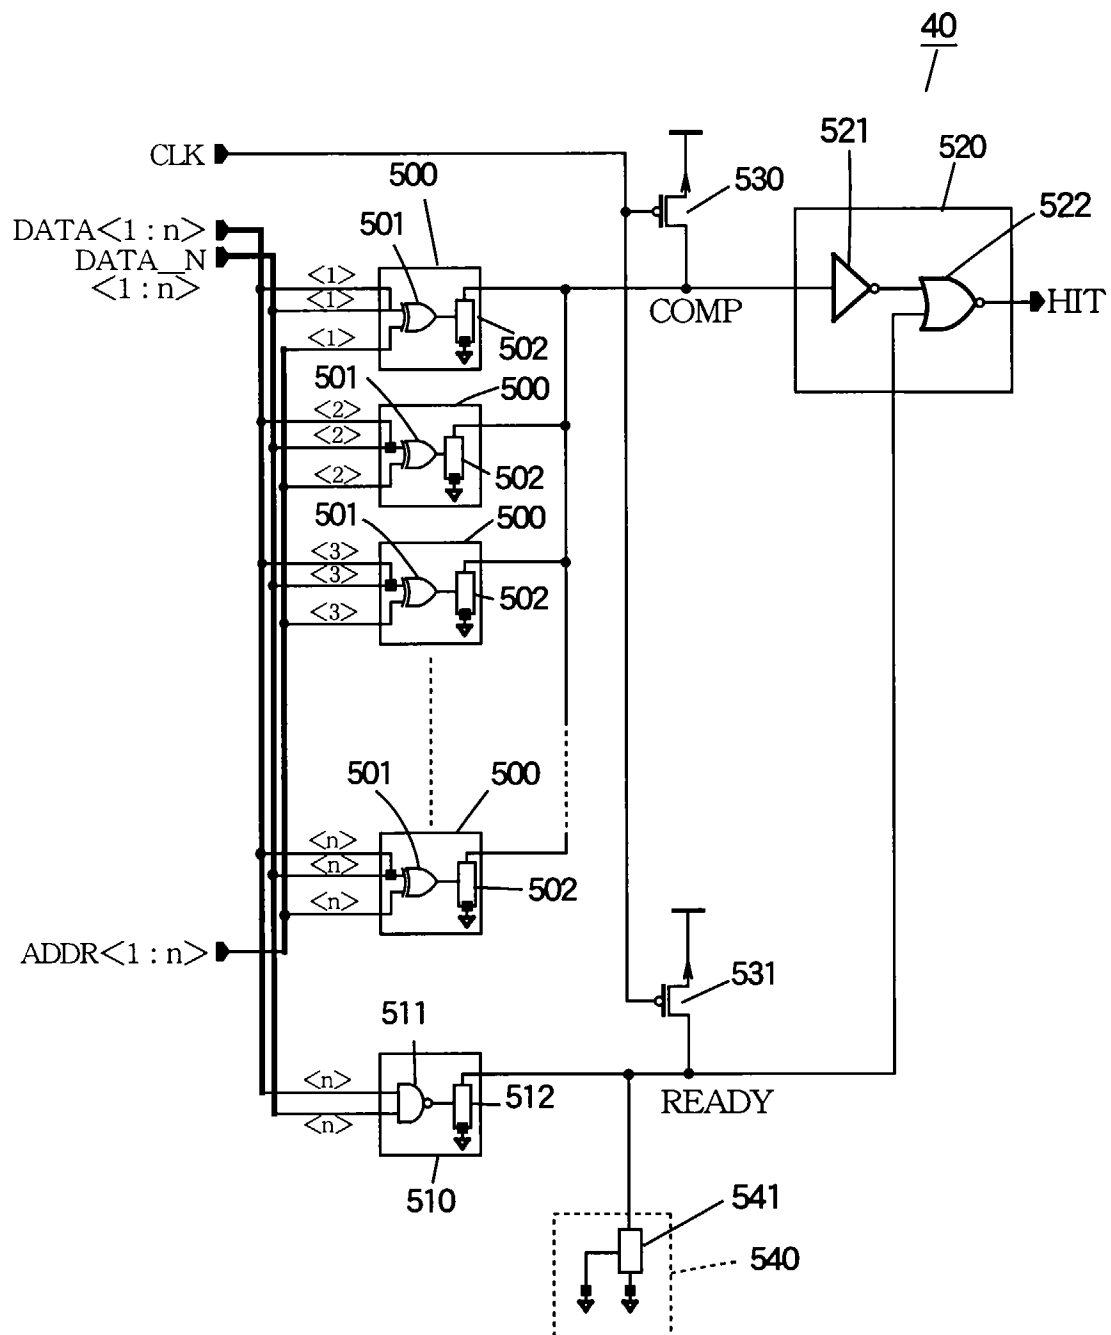 40
521
CLK
520
500
530
522
DATA<1 : n>
501
DATA_N
<1>
<1 : n>
<1>
COMP
HIT
<1>
502
501
500
<2>
<2>
<2>
502
501
500
<3>
<3>
<3>
502
501
500
<n>
<n>
<n>
502
ADDR<1 : n>
531
511
<n>
512
READY
<n>
510
541
540